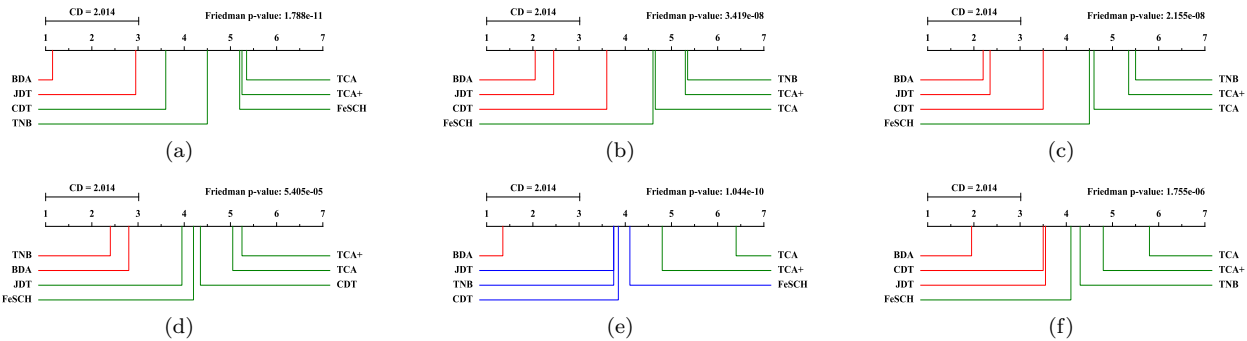 CD = 2.014 Friedman p-value: 1.788e-11
1 2 3 4 5 6 7
BDA TCA
JDT TCA+
CDT FeSCH
TNB
(a)
CD = 2.014 Friedman p-value: 3.419e-08
1 2 3 4 5 6 7
BDA TNB
JDT TCA+
CDT TCA
FeSCH
(b)
CD = 2.014 Friedman p-value: 2.155e-08
1 2 3 4 5 6 7
BDA TNB
JDT TCA+
CDT TCA
FeSCH
(c)
CD = 2.014 Friedman p-value: 5.405e-05
1 2 3 4 5 6 7
TNB TCA+
BDA TCA
JDT CDT
FeSCH
(d)
CD = 2.014 Friedman p-value: 1.044e-10
1 2 3 4 5 6 7
BDA TCA
JDT TCA+
TNB FeSCH
CDT
(e)
CD = 2.014 Friedman p-value: 1.755e-06
1 2 3 4 5 6 7
BDA TCA
CDT TCA+
JDT TNB
FeSCH
(f)